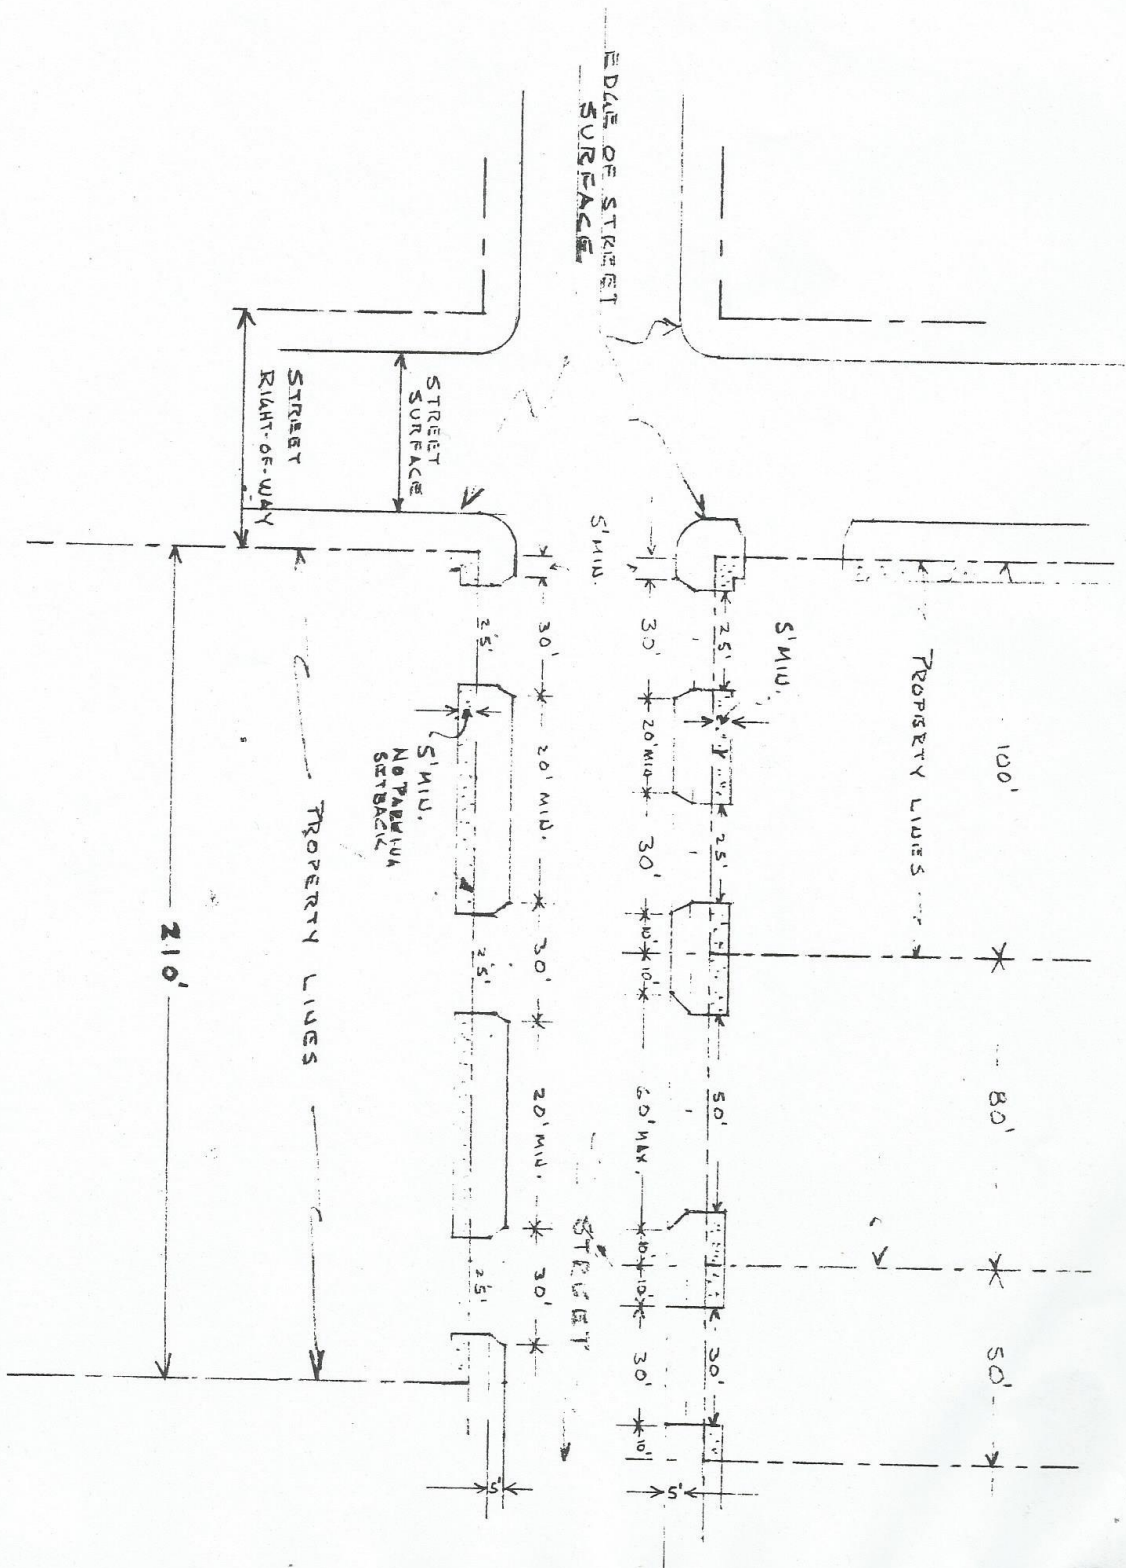 EDGE OF STREET
SURFACE
STREET
RIGHT-OF-WAY
STREET
SURFACE
5' MIN.
5' MIN.
PROPERTY LINES
100'
80'
50'
25'
25'
50'
30'
30'
20' MIN
30'
10'
10'
60' MAX.
10'
10'
30'
10'
5'
STREET
30'
20' MIN.
30'
20' MIN.
30'
25'
25'
25'
5'
5' MIN.
NO PARKING
SETBACK
PROPERTY LINES
210'